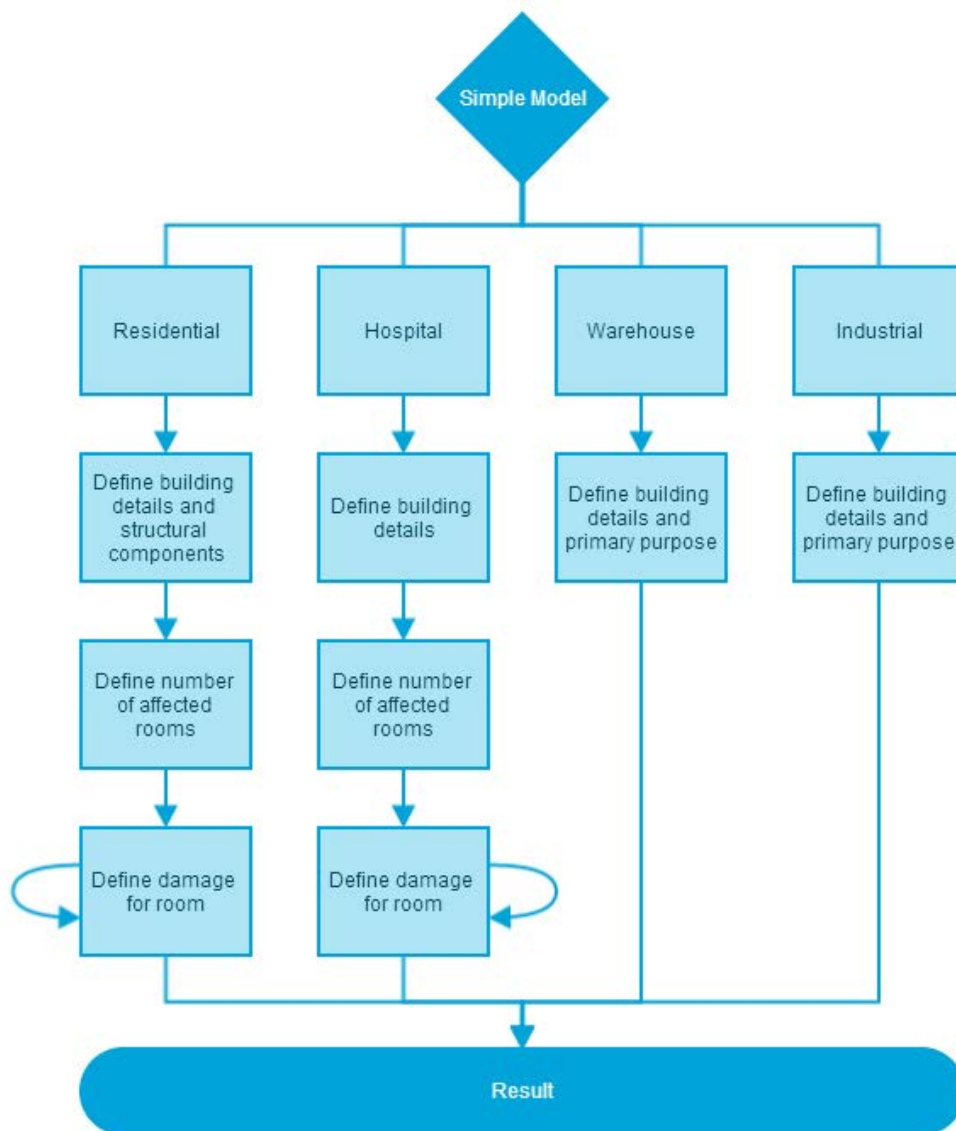 Simple Model
Residential
Hospital
Warehouse
Industrial
Define building
details and
structural
components
Define building
details
Define building
details and
primary purpose
Define building
details and
primary purpose
Define number
of affected
rooms
Define number
of affected
rooms
Define damage
for room
Define damage
for room
Result